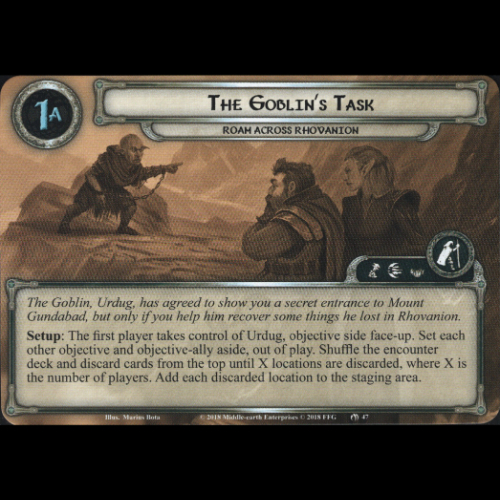 1A
THE GOBLIN'S TASK
ROAM ACROSS RHOVANION
The Goblin, Urdug, has agreed to show you a secret entrance to Mount
Gundabad, but only if you help him recover some things he lost in Rhovanion.
Setup: The first player takes control of Urdug, objective side face-up. Set each
other objective and objective-ally aside, out of play. Shuffle the encounter
deck and discard cards from the top until X locations are discarded, where X is
the number of players. Add each discarded location to the staging area.
Illus. Marius Bota © 2018 Middle-earth Enterprises © 2018 FFG 47